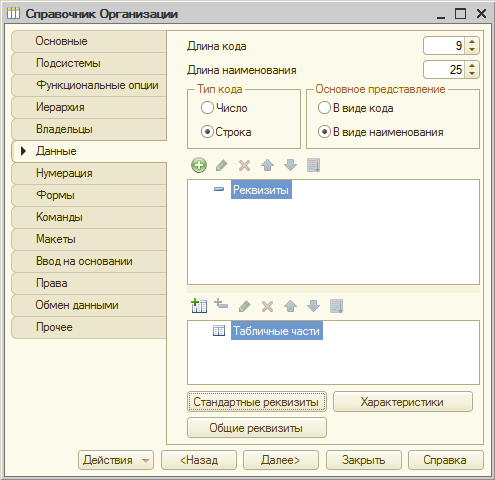 Справочник Организации
Основные
Подсистемы
Функциональные опции
Иерархия
Владельцы
Данные
Нумерация
Формы
Команды
Макеты
Ввод на основании
Права
Обмен данными
Прочее
Длина кода 9
Длина наименования 25
Тип кода
Число
Строка
Основное представление
В виде кода
В виде наименования
Реквизиты
Табличные части
Стандартные реквизиты Характеристики
Общие реквизиты
Действия <Назад Далее> Закрыть Справка